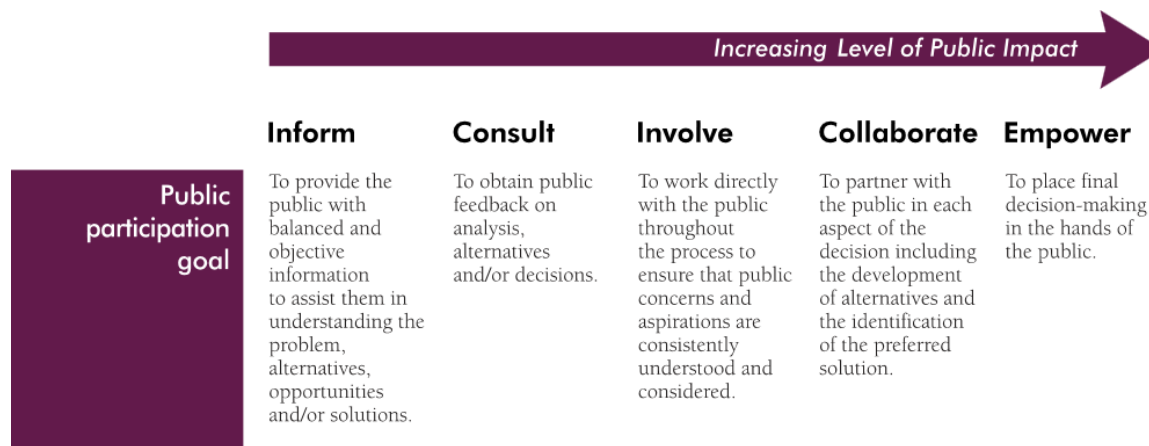 Increasing Level of Public Impact
Inform
Consult
Involve
Collaborate
Empower
Public
participation
goal
To provide the
public with
balanced and
objective
information
to assist them in
understanding the
problem,
alternatives,
opportunities
and/or solutions.
To obtain public
feedback on
analysis,
alternatives
and/or decisions.
To work directly
with the public
throughout
the process to
ensure that public
concerns and
aspirations are
consistently
understood and
considered.
To partner with
the public in each
aspect of the
decision including
the development
of alternatives and
the identification
of the preferred
solution.
To place final
decision-making
in the hands of
the public.